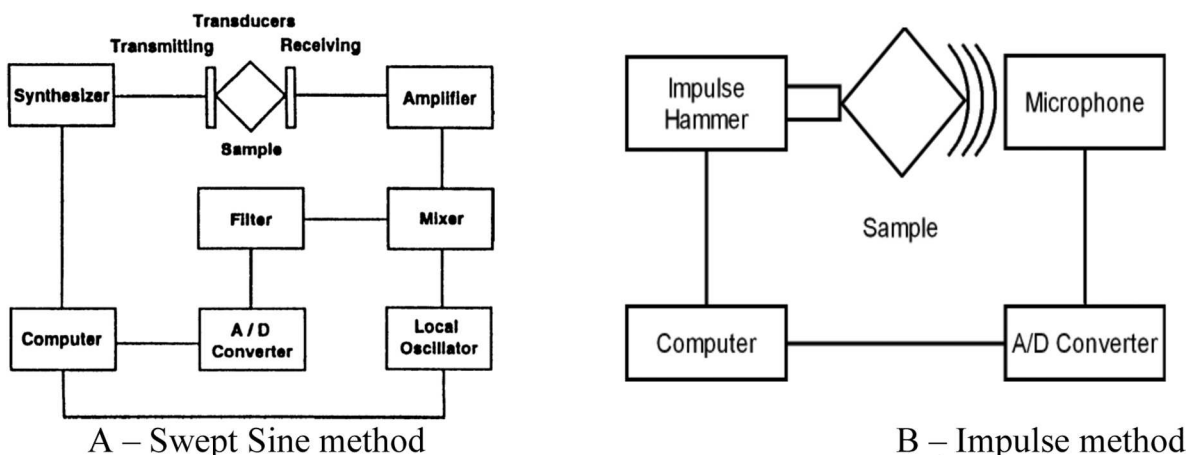 Transducers
Transmitting
Receiving
Synthesizer
Amplifier
Sample
Filter
Mixer
Computer
A / D
Converter
Local
Oscillator
A – Swept Sine method
Impulse
Hammer
Microphone
Sample
Computer
A/D Converter
B – Impulse method